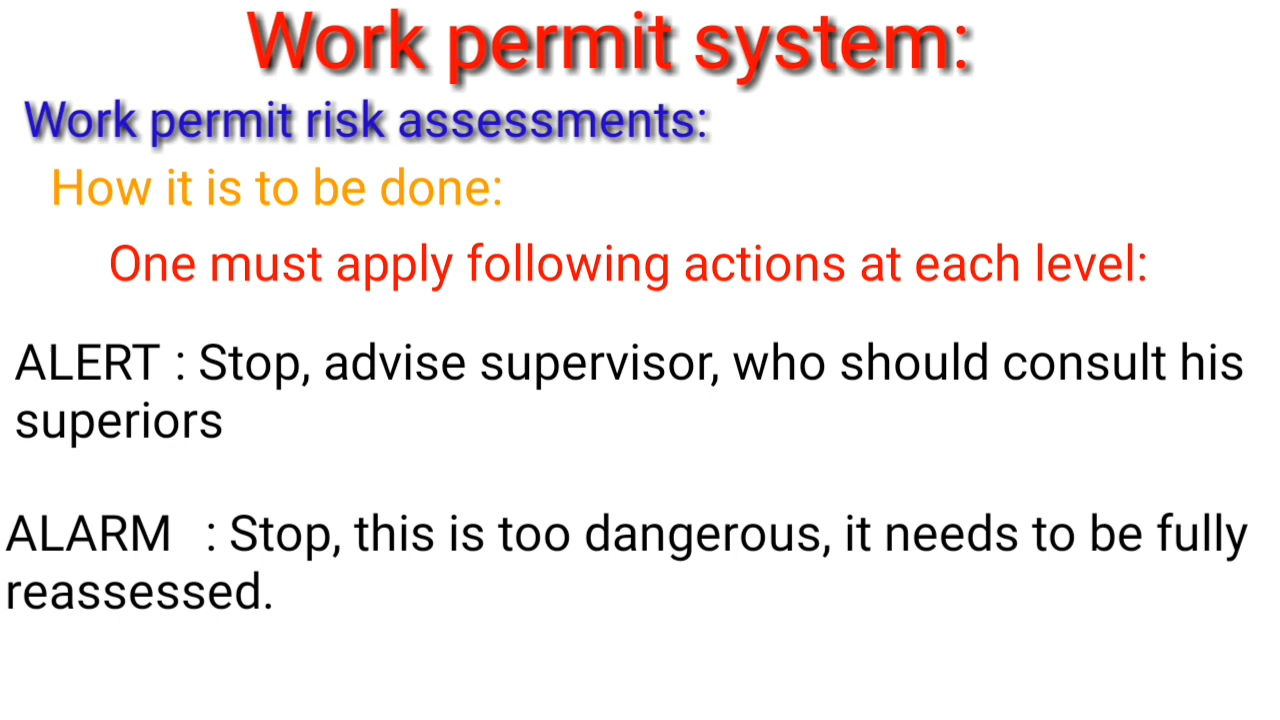 Work permit system:
Work permit risk assessments:
How it is to be done:
One must apply following actions at each level:
ALERT : Stop, advise supervisor, who should consult his
superiors
ALARM : Stop, this is too dangerous, it needs to be fully
reassessed.